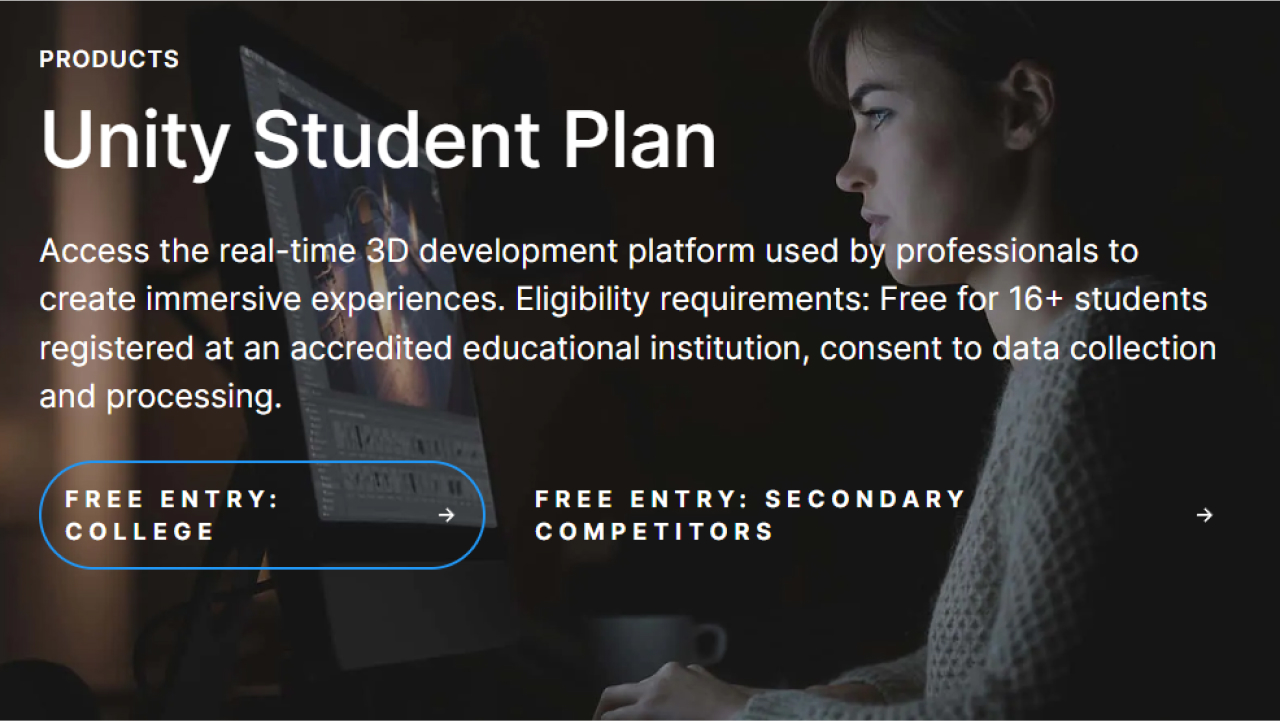 PRODUCTS
Unity Student Plan
Access the real-time 3D development platform used by professionals to
create immersive experiences. Eligibility requirements: Free for 16+ students
registered at an accredited educational institution, consent to data collection
and processing.
FREE ENTRY:
COLLEGE
FREE ENTRY: SECONDARY
COMPETITORS